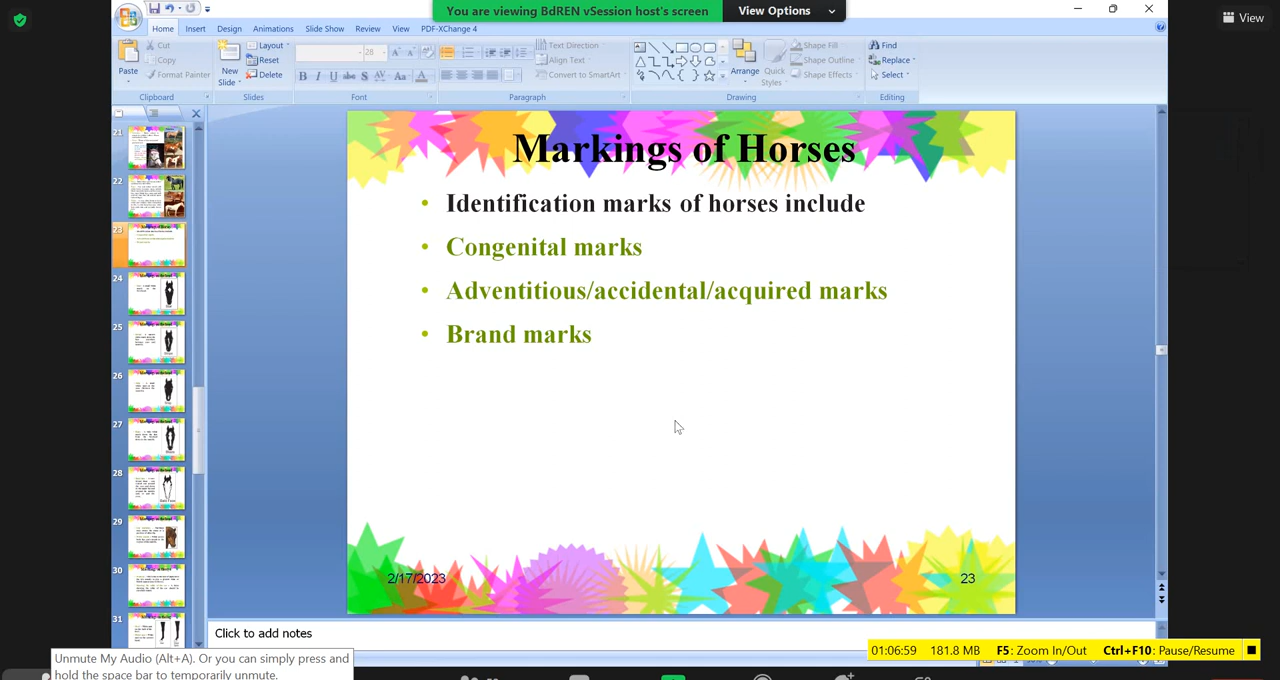 You are viewing BdREN vSession host's screen
View Options
View
Home Insert Design Animations Slide Show Review View PDF-XChange 4
Paste
Cut
Copy
Format Painter
Clipboard
New
Slide
Layout
Reset
Delete
Slides
28
Font
Text Direction
Align Text
Convert to SmartArt
Paragraph
Arrange
Quick
Styles
Shape Fill
Shape Outline
Shape Effects
Drawing
Find
Replace
Select
Editing
21
22
23
24
25
26
27
28
29
30
31
Markings of Horses
• Identification marks of horses include
• Congenital marks
• Adventitious/accidental/acquired marks
• Brand marks
2/17/2023
23
Click to add notes
Unmute My Audio (Alt+A). Or you can simply press and
hold the space bar to temporarily unmute.
01:06:59 181.8 MB F5: Zoom In/Out Ctrl+F10: Pause/Resume